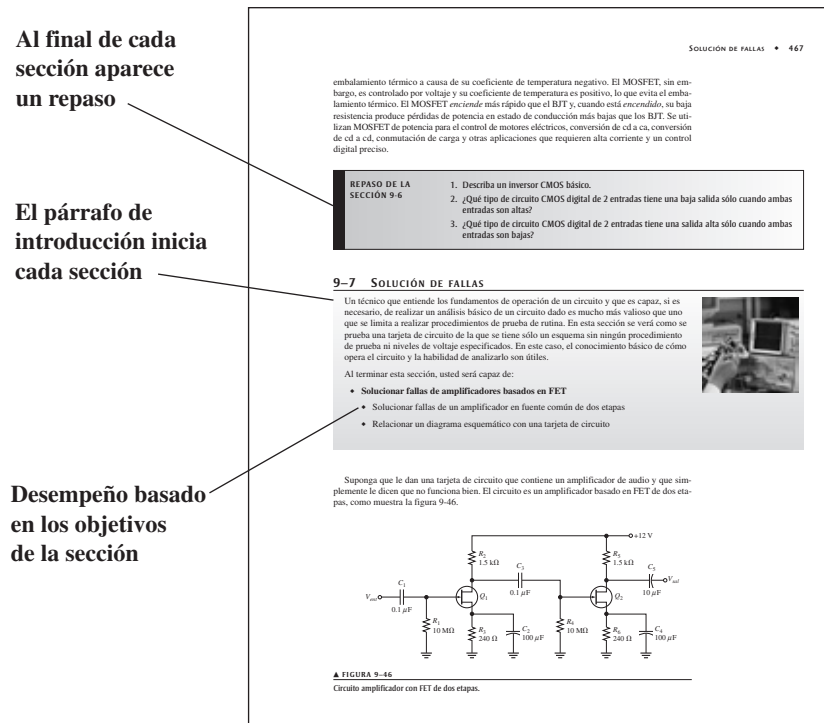 Al final de cada
sección aparece
un repaso
El párrafo de
introducción inicia
cada sección
Desempeño basado
en los objetivos
de la sección
SOLUCIÓN DE FALLAS ◆ 467
embalamiento térmico a causa de su coeficiente de temperatura negativo. El MOSFET, sin em-
bargo, es controlado por voltaje y su coeficiente de temperatura es positivo, lo que evita el emba-
lamiento térmico. El MOSFET enciende más rápido que el BJT y, cuando está encendido, su baja
resistencia produce pérdidas de potencia en estado de conducción más bajas que los BJT. Se uti-
lizan MOSFET de potencia para el control de motores eléctricos, conversión de cd a ca, conversión
de cd a cd, conmutación de carga y otras aplicaciones que requieren alta corriente y un control
digital preciso.
REPASO DE LA
SECCIÓN 9-6
1. Describa un inversor CMOS básico.
2. ¿Qué tipo de circuito CMOS digital de 2 entradas tiene una baja salida sólo cuando ambas
entradas son altas?
3. ¿Qué tipo de circuito CMOS digital de 2 entradas tiene una salida alta sólo cuando ambas
entradas son bajas?
9–7 SOLUCIÓN DE FALLAS
Un técnico que entiende los fundamentos de operación de un circuito y que es capaz, si es
necesario, de realizar un análisis básico de un circuito dado es mucho más valioso que uno
que se limita a realizar procedimientos de prueba de rutina. En esta sección se verá como se
prueba una tarjeta de circuito de la que se tiene sólo un esquema sin ningún procedimiento
de prueba ni niveles de voltaje especificados. En este caso, el conocimiento básico de cómo
opera el circuito y la habilidad de analizarlo son útiles.
Al terminar esta sección, usted será capaz de:
◆ Solucionar fallas de amplificadores basados en FET
◆ Solucionar fallas de un amplificador en fuente común de dos etapas
◆ Relacionar un diagrama esquemático con una tarjeta de circuito
Suponga que le dan una tarjeta de circuito que contiene un amplificador de audio y que sim-
plemente le dicen que no funciona bien. El circuito es un amplificador basado en FET de dos eta-
pas, como muestra la figura 9-46.
+12 V
R2
1.5 kΩ
R5
1.5 kΩ
C1
0.1 μF
C3
0.1 μF
C5
10 μF
Vent
Vsal
Q1
Q2
R1
10 MΩ
R3
240 Ω
C2
100 μF
R4
10 MΩ
R6
240 Ω
C4
100 μF
▲ FIGURA 9–46
Circuito amplificador con FET de dos etapas.